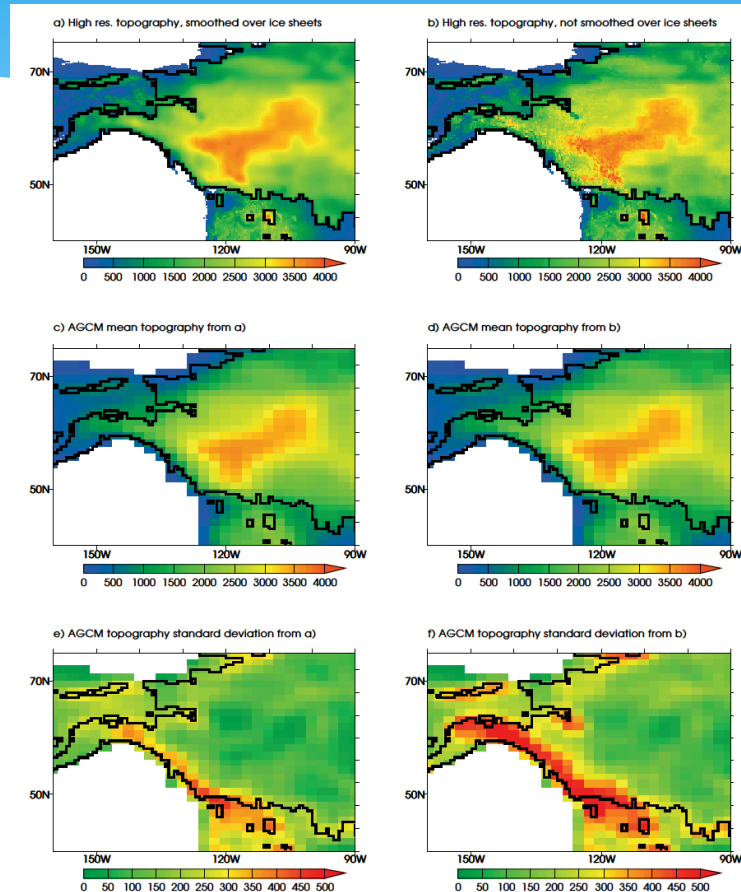 a) High res. topography, smoothed over ice sheets
b) High res. topography, not smoothed over ice sheets
70N
50N
150W 120W 90W
0 500 1000 1500 2000 2500 3000 3500 4000
70N
50N
150W 120W 90W
0 500 1000 1500 2000 2500 3000 3500 4000
c) AGCM mean topography from a)
d) AGCM mean topography from b)
70N
50N
150W 120W 90W
0 500 1000 1500 2000 2500 3000 3500 4000
70N
50N
150W 120W 90W
0 500 1000 1500 2000 2500 3000 3500 4000
e) AGCM topography standard deviation from a)
f) AGCM topography standard deviation from b)
70N
50N
150W 120W 90W
0 50 100 150 200 250 300 350 400 450 500
70N
50N
150W 120W 90W
0 50 100 150 200 250 300 350 400 450 500